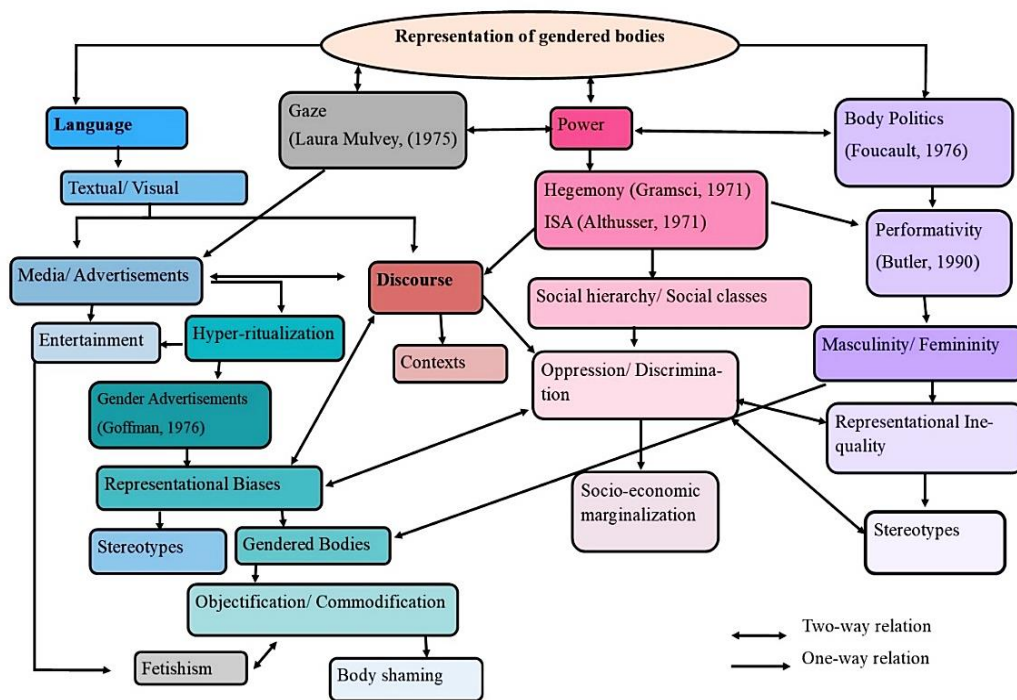 Representation of gendered bodies
Language
Gaze
(Laura Mulvey, (1975)
Power
Body Politics
(Foucault, 1976)
Textual/ Visual
Hegemony (Gramsci, 1971)
ISA (Althusser, 1971)
Performativity
(Butler, 1990)
Media/ Advertisements
Discourse
Social hierarchy/ Social classes
Entertainment
Hyper-ritualization
Contexts
Masculinity/ Femininity
Oppression/ Discrimina-
tion
Gender Advertisements
(Goffman, 1976)
Representational Ine-
quality
Representational Biases
Socio-economic
marginalization
Stereotypes
Gendered Bodies
Stereotypes
Objectification/ Commodification
Fetishism
Body shaming
Two-way relation
One-way relation